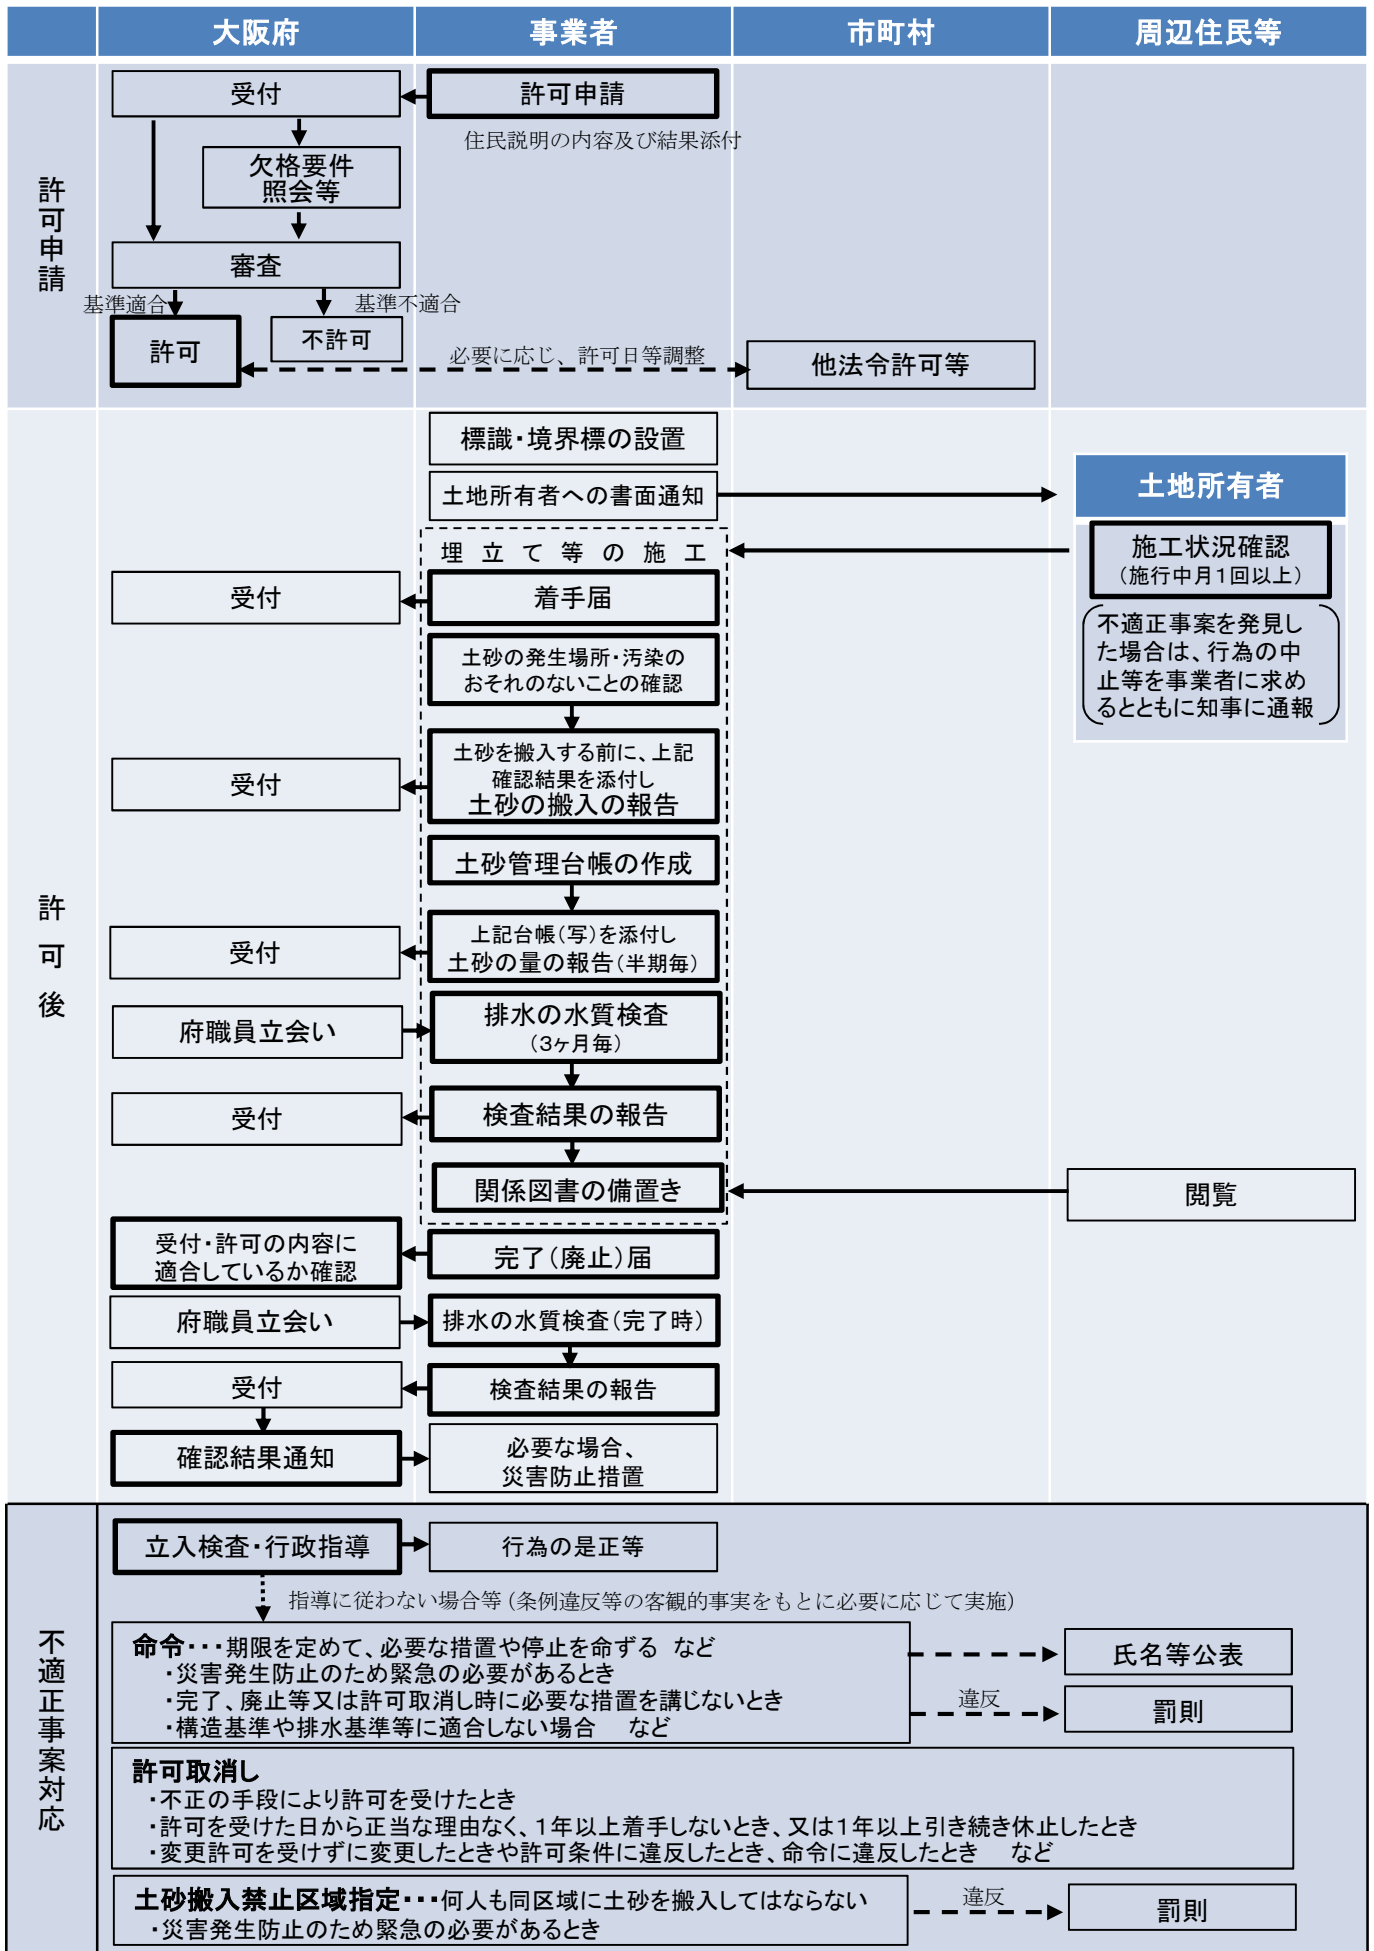 大阪府
事業者
市町村
周辺住民等
許可申請
受付
許可申請
住民説明の内容及び結果添付
欠格要件
照会等
審査
基準適合
基準不適合
許可
不許可
必要に応じ、許可日等調整
他法令許可等
許可後
標識・境界標の設置
土地所有者への書面通知
土地所有者
埋立て等の施工
施工状況確認
(施行中月1回以上)
受付
着手届
不適正事案を発見し
た場合は、行為の中
止等を事業者に求め
るとともに知事に通報
土砂の発生場所・汚染の
おそれのないことの確認
受付
土砂を搬入する前に、上記
確認結果を添付し
土砂の搬入の報告
土砂管理台帳の作成
受付
上記台帳(写)を添付し
土砂の量の報告(半期毎)
府職員立会い
排水の水質検査
(3ヶ月毎)
受付
検査結果の報告
関係図書の備置き
閲覧
受付・許可の内容に
適合しているか確認
完了(廃止)届
府職員立会い
排水の水質検査(完了時)
受付
検査結果の報告
確認結果通知
必要な場合、
災害防止措置
不適正事案対応
立入検査・行政指導
行為の是正等
指導に従わない場合等(条例違反等の客観的事実をもとに必要に応じて実施)
命令・・・期限を定めて、必要な措置や停止を命ずる など
・災害発生防止のため緊急の必要があるとき
・完了、廃止等又は許可取消し時に必要な措置を講じないとき
・構造基準や排水基準等に適合しない場合 など
氏名等公表
違反
罰則
許可取消し
・不正の手段により許可を受けたとき
・許可を受けた日から正当な理由なく、1年以上着手しないとき、又は1年以上引き続き休止したとき
・変更許可を受けずに変更したときや許可条件に違反したとき、命令に違反したとき など
土砂搬入禁止区域指定・・・何人も同区域に土砂を搬入してはならない
・災害発生防止のため緊急の必要があるとき
違反
罰則